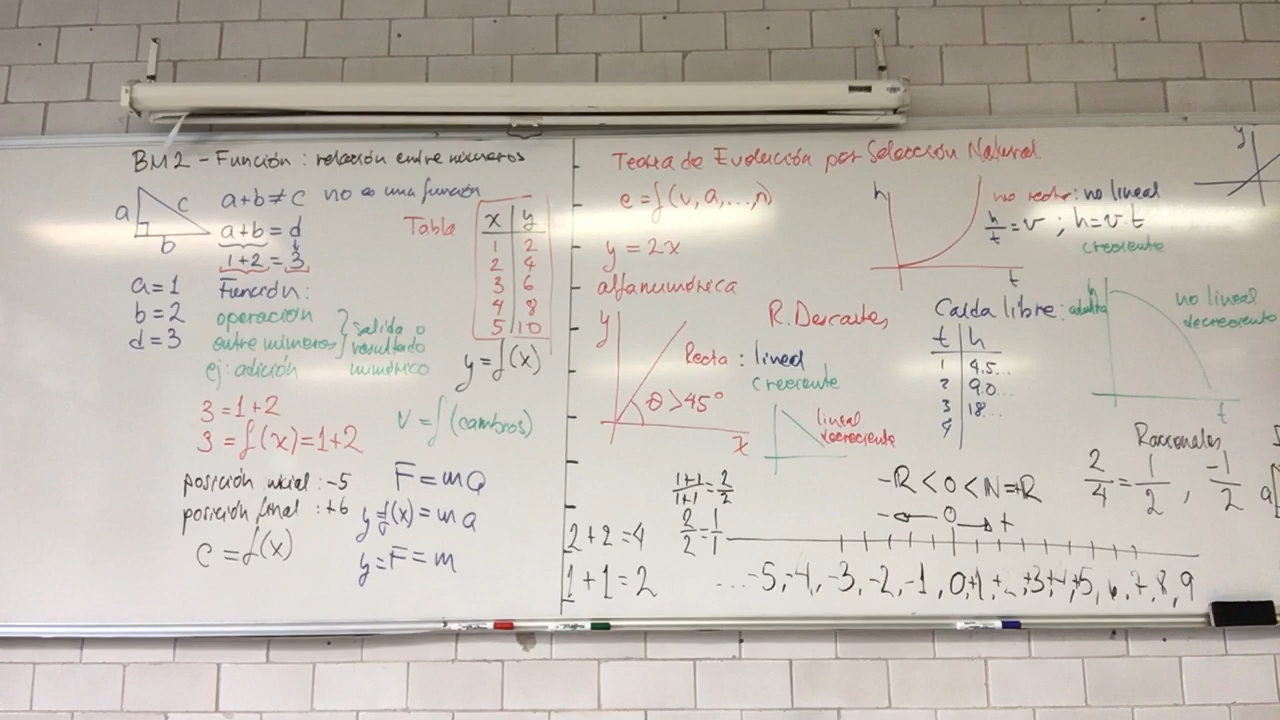 BM2 - Función: relación entre números
a
c
b
a+b≠c no es una función
a+b=d
1+2=3
a=1
b=2
d=3
Función:
operación
entre números
ej: adición
salida o
resultado
numérico
3=1+2
3=f(x)=1+2
posición inicial: -5
posición final: +6
e=f(x)
Tabla
x y
1 2
2 4
3 6
4 8
5 10
y=f(x)
v=f(cambios)
F=ma
y f(x)=ma
y=F=m
Teoría de Evolución por Selección Natural
e=f(v,a,...,n)
y=2x
alfanumérica
R. Descartes
y
x
θ>45°
Recta: lineal
creciente
lineal
decreciente
h
t
no recta: no lineal
h/t=v ; h=v·t
creciente
Caída libre:
t h
1 4.5...
2 9.0...
3 18...
4
h
t
no lineal
decreciente
y
2+2=4
1+1=2
1+1/1+1=2/2
2/2=1/1
-R<0<N=+R
- ← 0 → +
...-5,-4,-3,-2,-1,0,+1,+2,+3,+4,+5,6,7,8,9
Racionales
2/4=1/2, -1/2
a